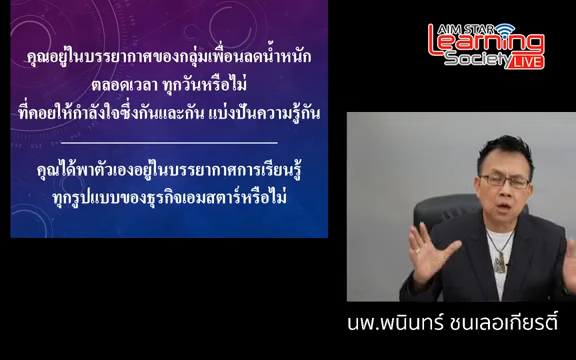 คุณอยู่ในบรรยากาศของกลุ่มเพื่อนลดน้ำหนัก
ตลอดเวลา ทุกวันหรือไม่
ที่คอยให้กำลังใจซึ่งกันและกัน แบ่งปันความรู้กัน
คุณได้พาตัวเองอยู่ในบรรยากาศการเรียนรู้
ทุกรูปแบบของธุรกิจเอมสตาร์หรือไม่
AIM STAR
Learning
Society LIVE
นพ.พนินทร์ ชนเลอเกียรติ์